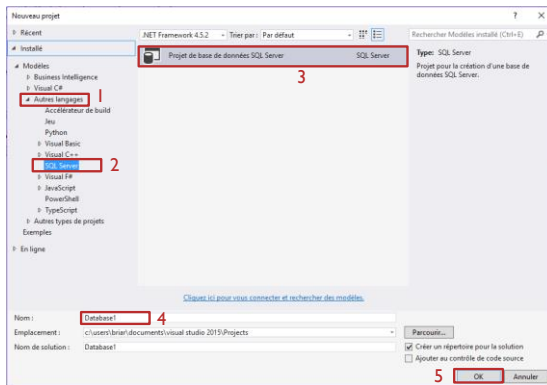 Nouveau projet ? X
Récent
Installé
.NET Framework 4.5.2 Trier par : Par défaut
Rechercher Modèles installé (Ctrl+E)
Modèles
Business Intelligence
Visual C#
Autres langages 1
Accélérateur de build
Jeu
Python
Visual Basic
Visual C++
SQL Server 2
Visual F#
JavaScript
PowerShell
TypeScript
Autres types de projets
Exemples
En ligne
Projet de base de données SQL Server SQL Server
3
Type: SQL Server
Projet pour la création d'une base de
données SQL Server.
Cliquez ici pour vous connecter et rechercher des modèles.
Nom : Database1 4
Emplacement : c:\users\briar\documents\visual studio 2015\Projects Parcourir...
Nom de solution : Database1
Créer un répertoire pour la solution
Ajouter au contrôle de code source
5 OK Annuler